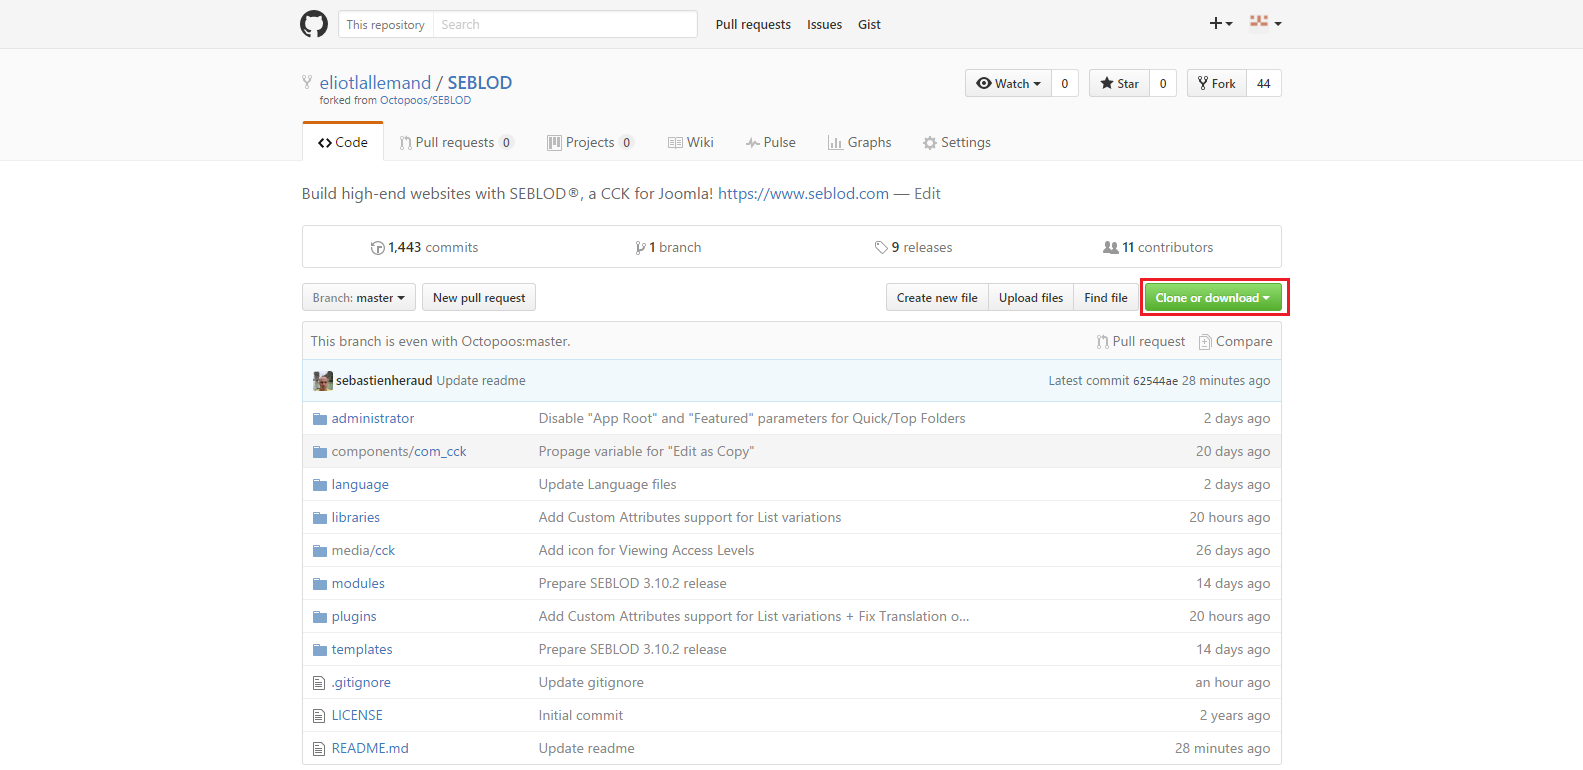 This repository Search Pull requests Issues Gist
eliotlallemand / SEBLOD Watch 0 Star 0 Fork 44
forked from Octopoos/SEBLOD
Code Pull requests 0 Projects 0 Wiki Pulse Graphs Settings
Build high-end websites with SEBLOD®, a CCK for Joomla! https://www.seblod.com — Edit
1,443 commits 1 branch 9 releases 11 contributors
Branch: master New pull request Create new file Upload files Find file Clone or download
This branch is even with Octopoos:master. Pull request Compare
sebastienheraud Update readme Latest commit 62544ae 28 minutes ago
administrator Disable "App Root" and "Featured" parameters for Quick/Top Folders 2 days ago
components/com_cck Propage variable for "Edit as Copy" 20 days ago
language Update Language files 2 days ago
libraries Add Custom Attributes support for List variations 20 hours ago
media/cck Add icon for Viewing Access Levels 26 days ago
modules Prepare SEBLOD 3.10.2 release 14 days ago
plugins Add Custom Attributes support for List variations + Fix Translation o... 20 hours ago
templates Prepare SEBLOD 3.10.2 release 14 days ago
.gitignore Update gitignore an hour ago
LICENSE Initial commit 2 years ago
README.md Update readme 28 minutes ago